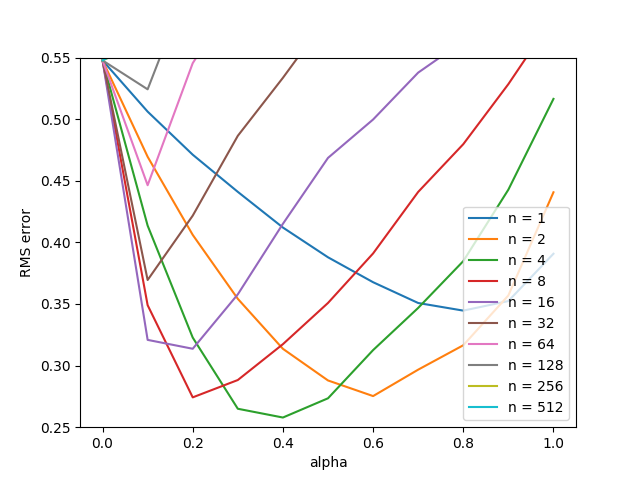 0.55
0.50
0.45
0.40
0.35
0.30
0.25
RMS error
0.0
0.2
0.4
0.6
0.8
1.0
alpha
n = 1
n = 2
n = 4
n = 8
n = 16
n = 32
n = 64
n = 128
n = 256
n = 512